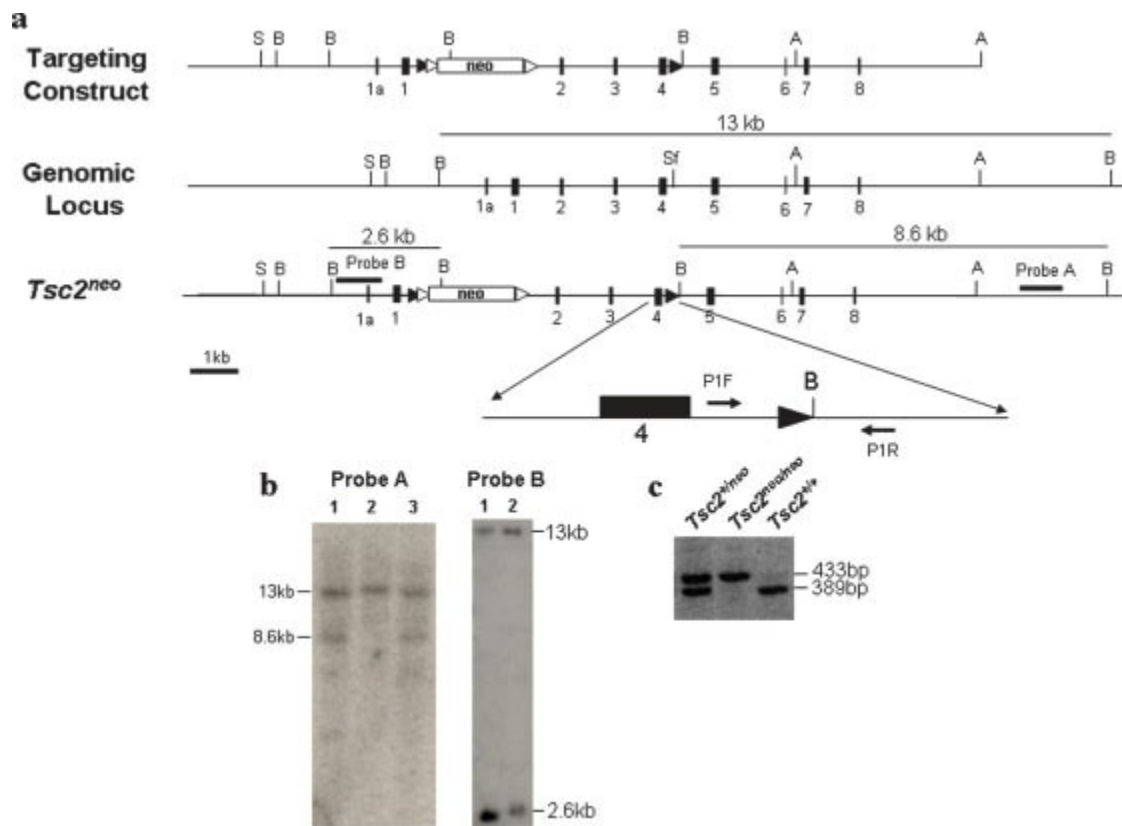 a
S B B B B A A
Targeting Construct
neo
1a 1 2 3 4 5 6 7 8
13 kb
S B B Sf A A B
Genomic Locus
1a 1 2 3 4 5 6 7 8
2.6 kb 8.6 kb
S B B Probe B B B A A Probe A B
Tsc2neo
neo
1a 1 2 3 4 5 6 7 8
1kb
P1F B
4
P1R
b Probe A Probe B c
1 2 3 1 2
Tsc2+/neo Tsc2neo/neo Tsc2+/+
13kb
433bp
389bp
13kb
8.6kb
2.6kb